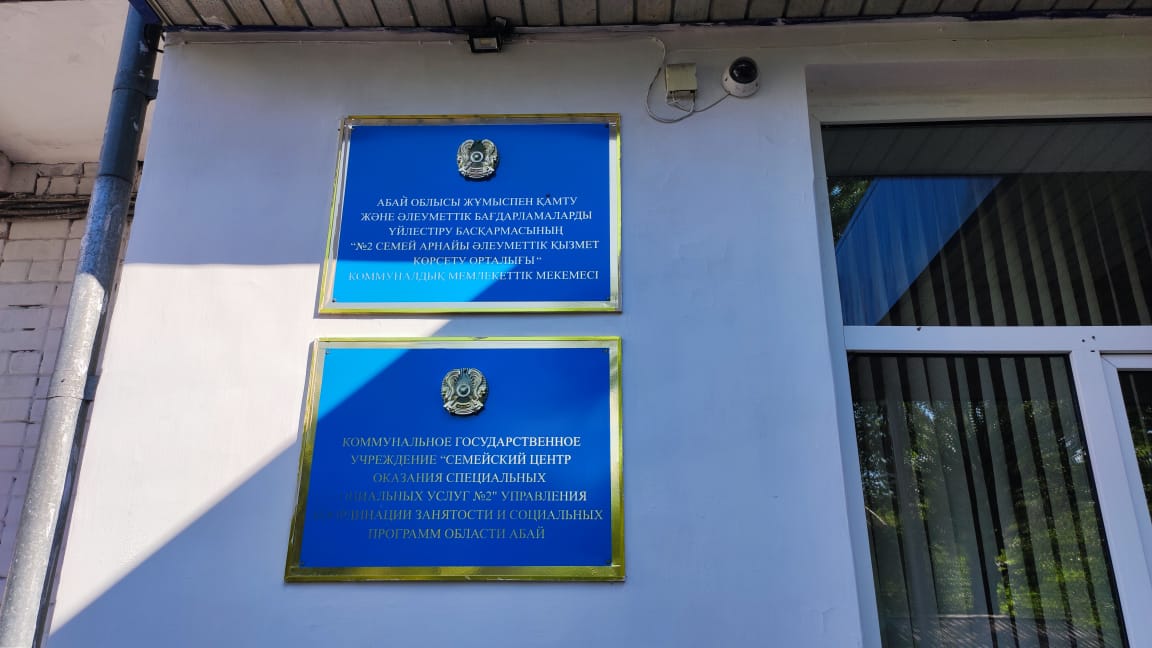 АБАЙ ОБЛЫСЫ ЖҰМЫСПЕН ҚАМТУ
ЖӘНЕ ӘЛЕУМЕТТІК БАҒДАРЛАМАЛАРДЫ
ҮЙЛЕСТІРУ БАСҚАРМАСЫНЫҢ
“№2 СЕМЕЙ АРНАЙЫ ӘЛЕУМЕТТІК ҚЫЗМЕТ
КӨРСЕТУ ОРТАЛЫҒЫ“
КОММУНАЛДЫҚ МЕМЛЕКЕТТІК МЕКЕМЕСІ
КОММУНАЛЬНОЕ ГОСУДАРСТВЕННОЕ
УЧРЕЖДЕНИЕ “СЕМЕЙСКИЙ ЦЕНТР
ОКАЗАНИЯ СПЕЦИАЛЬНЫХ
СОЦИАЛЬНЫХ УСЛУГ №2" УПРАВЛЕНИЯ
КООРДИНАЦИИ ЗАНЯТОСТИ И СОЦИАЛЬНЫХ
ПРОГРАММ ОБЛАСТИ АБАЙ